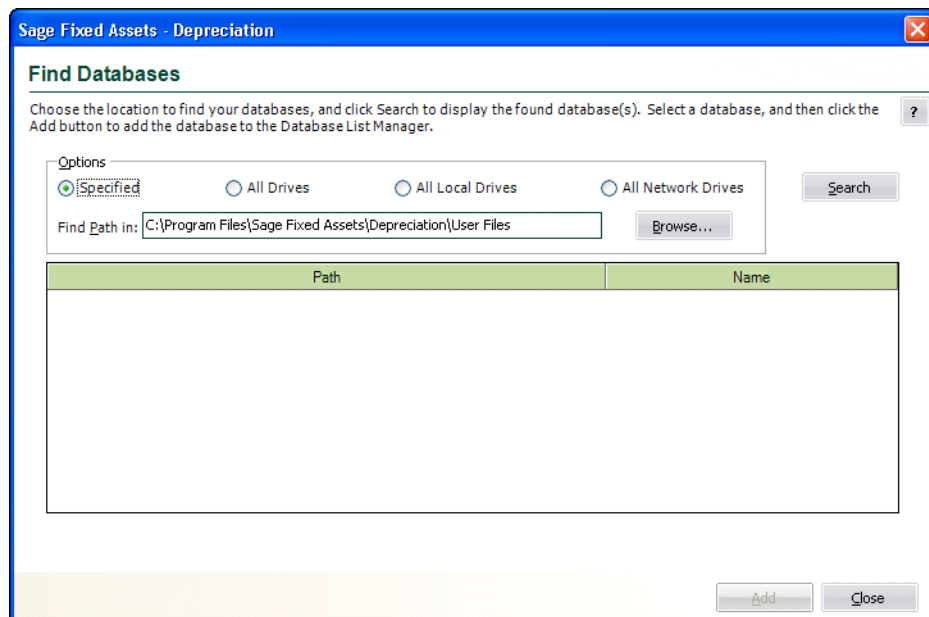 Sage Fixed Assets - Depreciation
Find Databases
Choose the location to find your databases, and click Search to display the found database(s). Select a database, and then click the
Add button to add the database to the Database List Manager.
?
Options
Specified All Drives All Local Drives All Network Drives
Search
Find Path in: C:\Program Files\Sage Fixed Assets\Depreciation\User Files Browse...
Path Name
Add Close